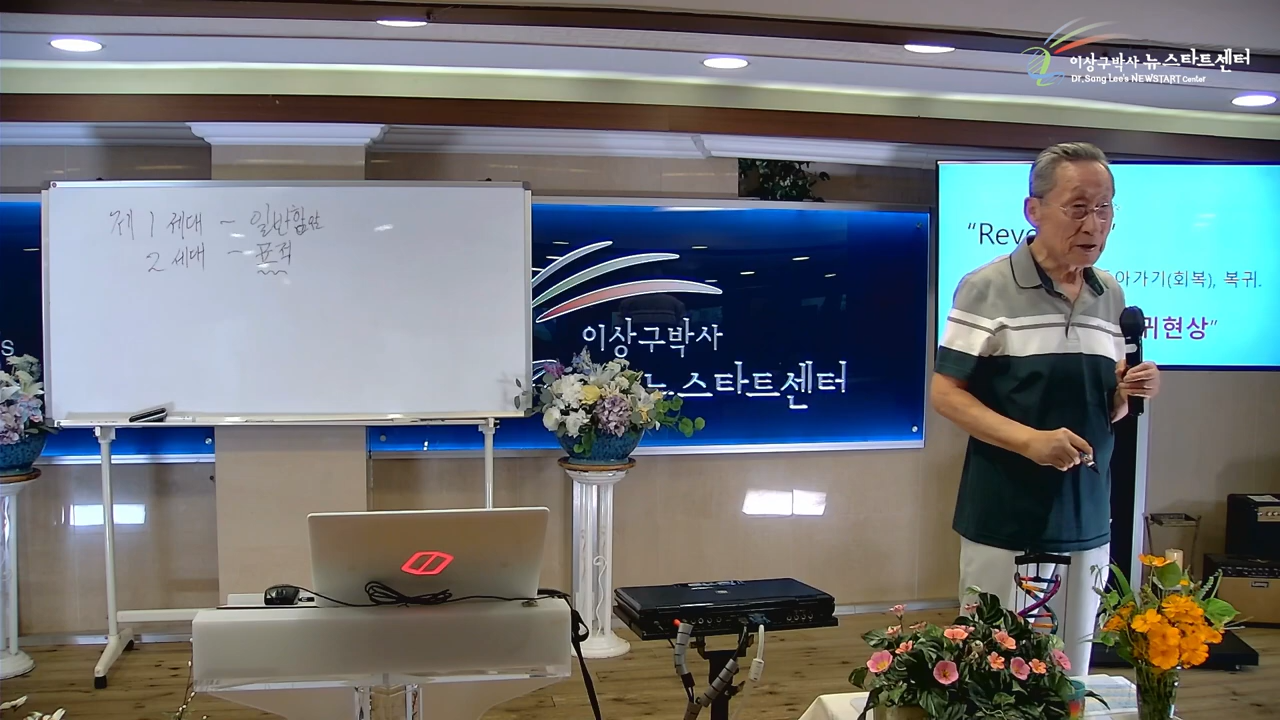 이상구박사 뉴스타트센터
Dr.Sang Lee's NEWSTART Center
제 1 세대 ~ 일반항암
2 세대 ~ 표적
이상구박사
뉴스타트센터
S
"Reve
아가기(회복), 복귀.
귀현상"